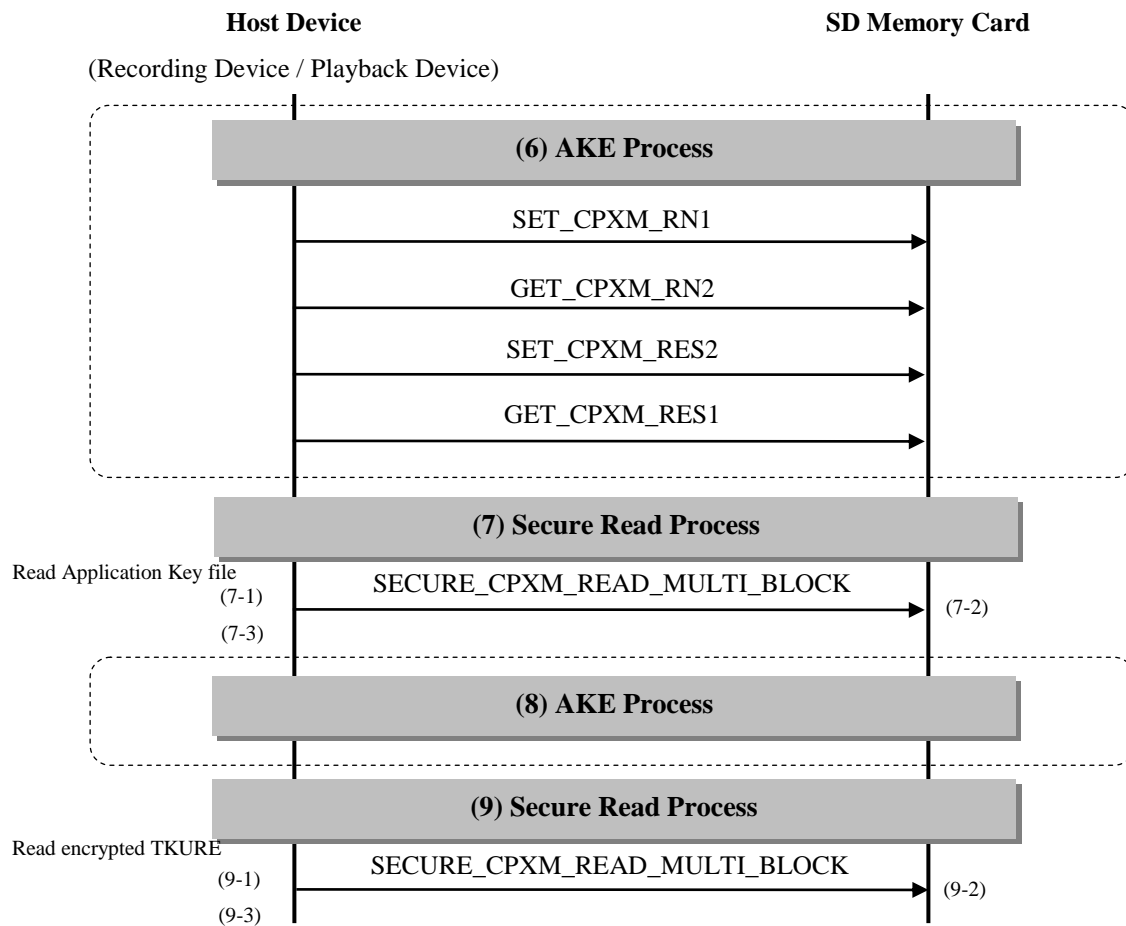 Host Device
SD Memory Card
(Recording Device / Playback Device)
(6) AKE Process
SET_CPXM_RN1
GET_CPXM_RN2
SET_CPXM_RES2
GET_CPXM_RES1
(7) Secure Read Process
Read Application Key file
SECURE_CPXM_READ_MULTI_BLOCK
(7-1)
(7-2)
(7-3)
(8) AKE Process
(9) Secure Read Process
Read encrypted TKURE
SECURE_CPXM_READ_MULTI_BLOCK
(9-1)
(9-2)
(9-3)